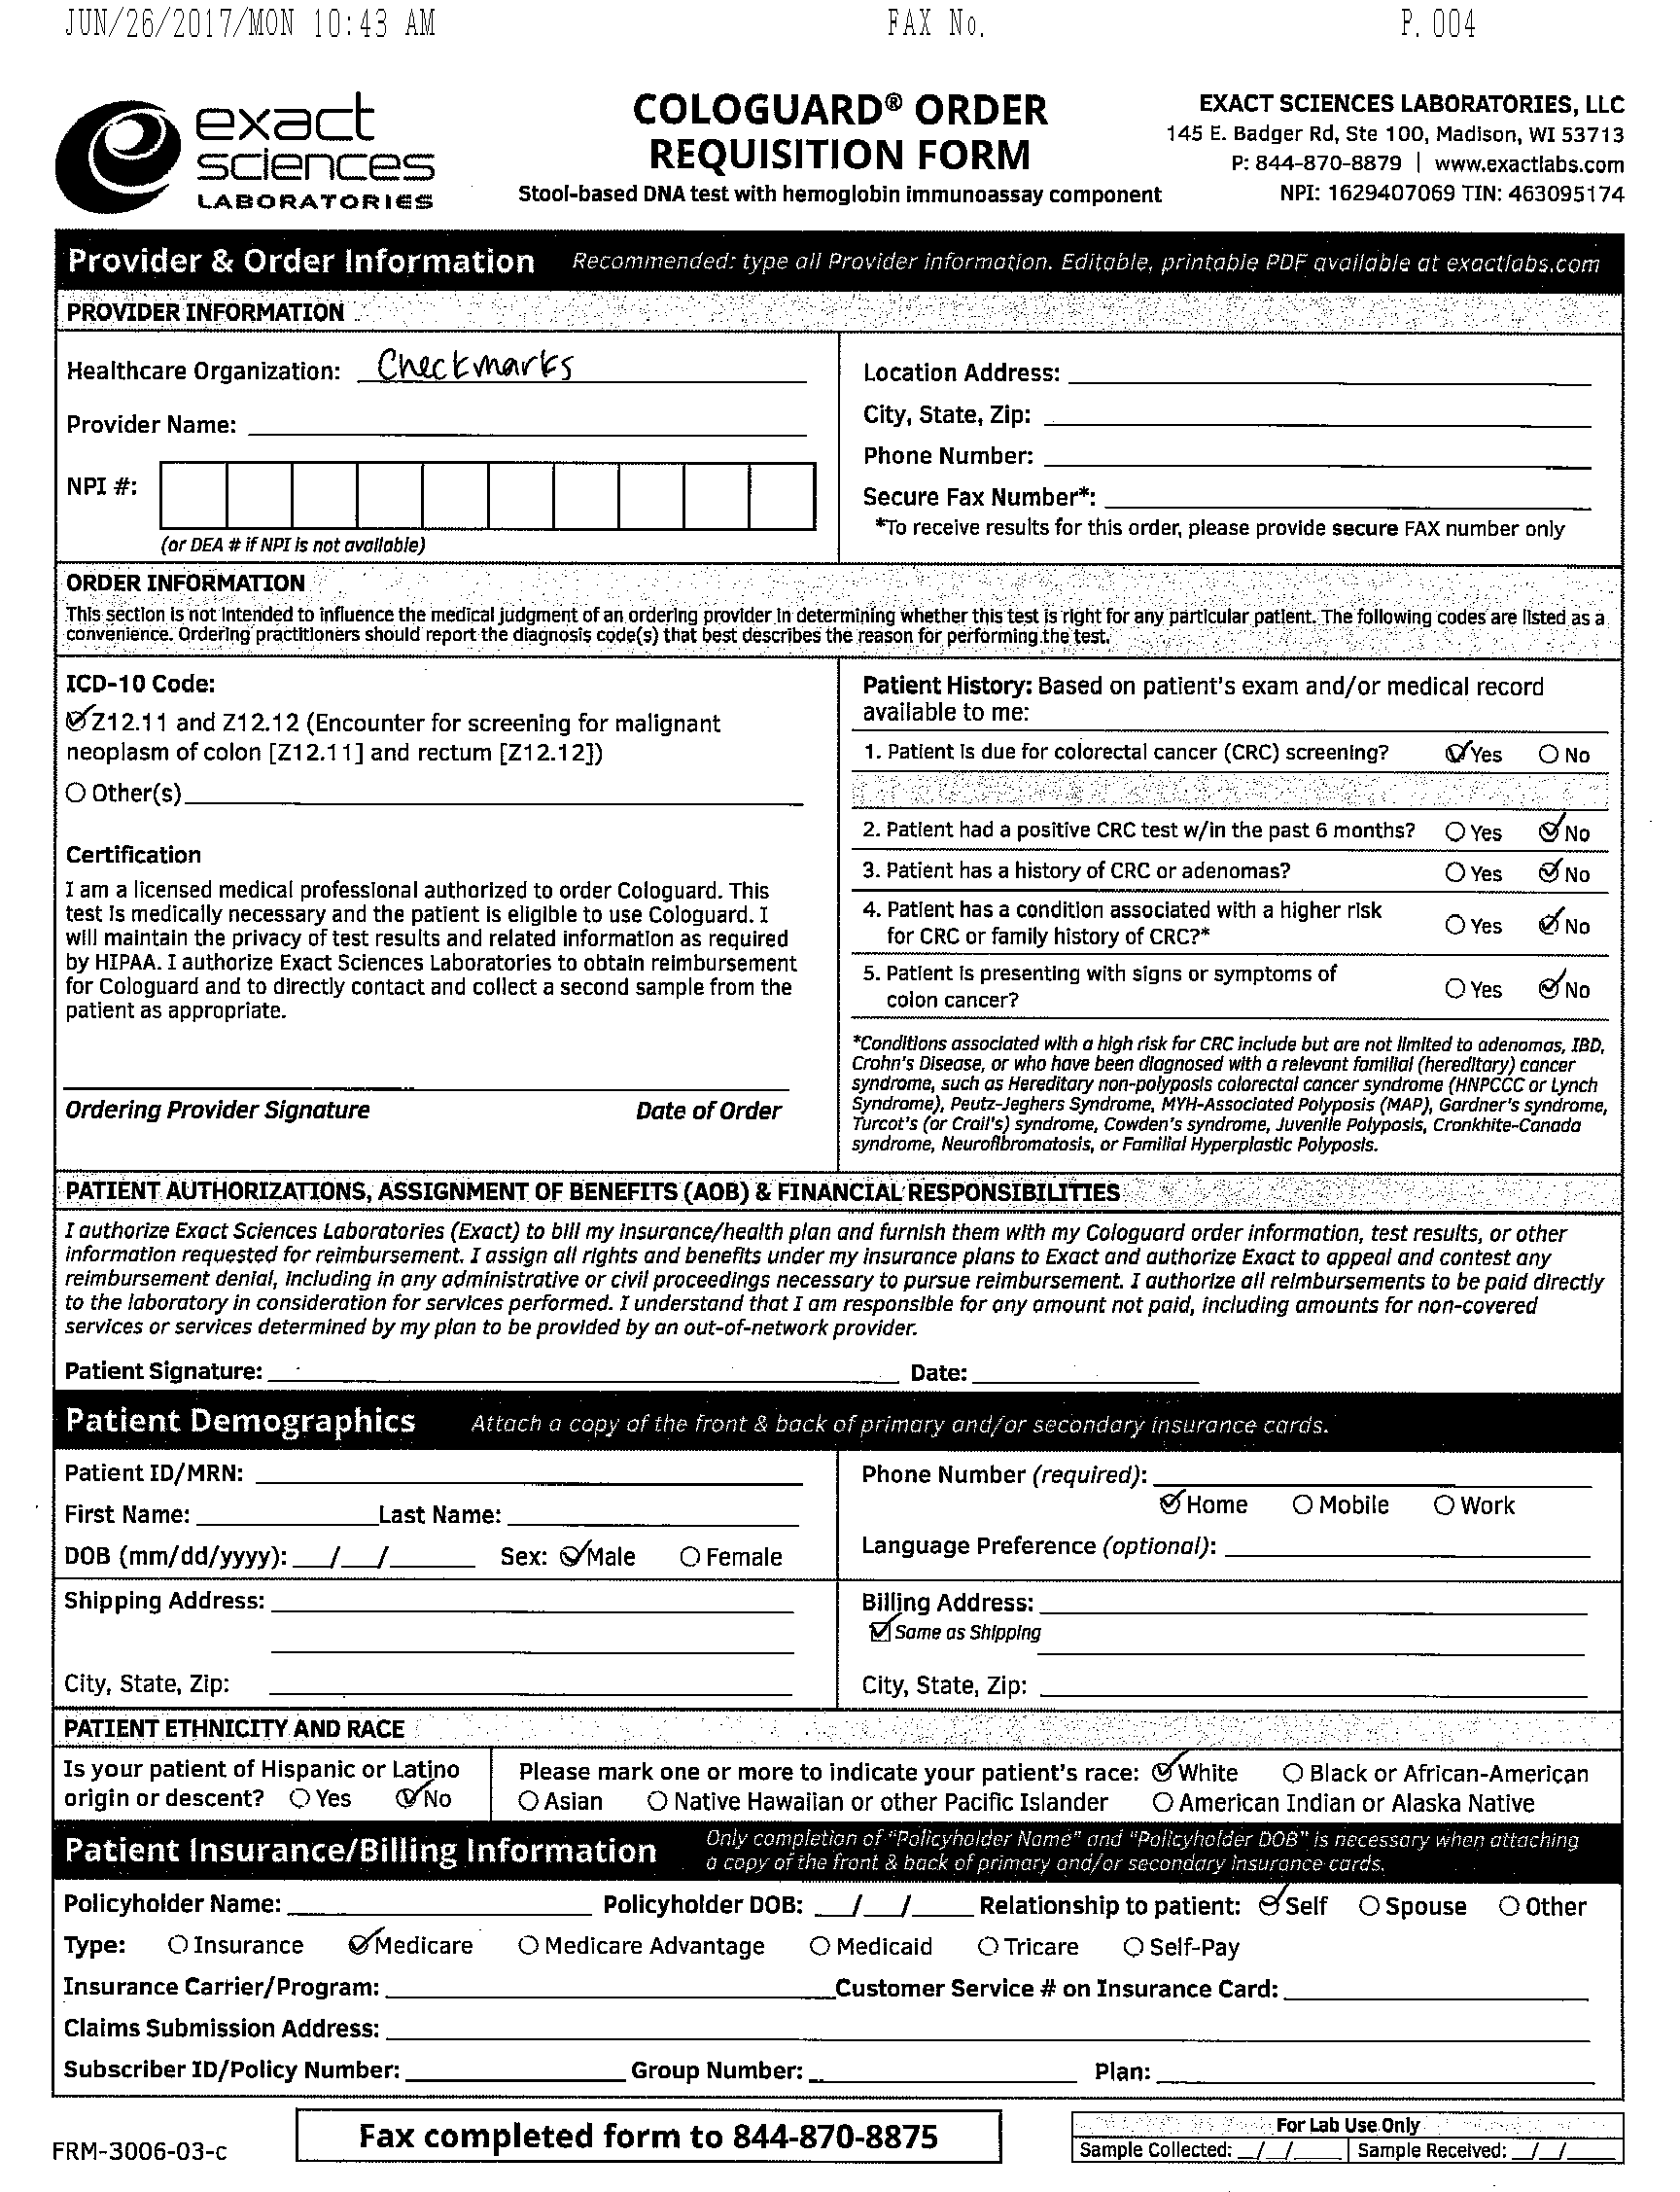 JUN/26/2017/MON 10:43 AM FAX No. P. 004
exact
sciences
LABORATORIES
COLOGUARD® ORDER
REQUISITION FORM
Stool-based DNA test with hemoglobin immunoassay component
EXACT SCIENCES LABORATORIES, LLC
145 E. Badger Rd, Ste 100, Madison, WI 53713
P: 844-870-8879 | www.exactlabs.com
NPI: 1629407069 TIN: 463095174
Provider & Order Information Recommended: type all Provider information. Editable, printable PDF available at exactlabs.com
PROVIDER INFORMATION
Healthcare Organization: Checkmarks
Provider Name:
NPI #:
(or DEA # if NPI is not available)
Location Address:
City, State, Zip:
Phone Number:
Secure Fax Number*:
*To receive results for this order, please provide secure FAX number only
ORDER INFORMATION
This section is not intended to influence the medical judgment of an ordering provider in determining whether this test is right for any particular patient. The following codes are listed as a
convenience. Ordering practitioners should report the diagnosis code(s) that best describes the reason for performing the test.
ICD-10 Code:
Z12.11 and Z12.12 (Encounter for screening for malignant
neoplasm of colon [Z12.11] and rectum [Z12.12])
Other(s)
Certification
I am a licensed medical professional authorized to order Cologuard. This
test is medically necessary and the patient is eligible to use Cologuard. I
will maintain the privacy of test results and related information as required
by HIPAA. I authorize Exact Sciences Laboratories to obtain reimbursement
for Cologuard and to directly contact and collect a second sample from the
patient as appropriate.
Ordering Provider Signature Date of Order
Patient History: Based on patient's exam and/or medical record
available to me:
1. Patient is due for colorectal cancer (CRC) screening? Yes No
2. Patient had a positive CRC test w/in the past 6 months? Yes No
3. Patient has a history of CRC or adenomas? Yes No
4. Patient has a condition associated with a higher risk
for CRC or family history of CRC?* Yes No
5. Patient is presenting with signs or symptoms of
colon cancer? Yes No
*Conditions associated with a high risk for CRC include but are not limited to adenomas, IBD,
Crohn's Disease, or who have been diagnosed with a relevant familial (hereditary) cancer
syndrome, such as Hereditary non-polyposis colorectal cancer syndrome (HNPCCC or Lynch
Syndrome), Peutz-Jeghers Syndrome, MYH-Associated Polyposis (MAP), Gardner's syndrome,
Turcot's (or Crail's) syndrome, Cowden's syndrome, Juvenile Polyposis, Cronkhite-Canada
syndrome, Neurofibromatosis, or Familial Hyperplastic Polyposis.
PATIENT AUTHORIZATIONS, ASSIGNMENT OF BENEFITS (AOB) & FINANCIAL RESPONSIBILITIES
I authorize Exact Sciences Laboratories (Exact) to bill my insurance/health plan and furnish them with my Cologuard order information, test results, or other
information requested for reimbursement. I assign all rights and benefits under my insurance plans to Exact and authorize Exact to appeal and contest any
reimbursement denial, including in any administrative or civil proceedings necessary to pursue reimbursement. I authorize all reimbursements to be paid directly
to the laboratory in consideration for services performed. I understand that I am responsible for any amount not paid, including amounts for non-covered
services or services determined by my plan to be provided by an out-of-network provider.
Patient Signature: Date:
Patient Demographics Attach a copy of the front & back of primary and/or secondary insurance cards.
Patient ID/MRN:
First Name: Last Name:
DOB (mm/dd/yyyy): / / Sex: Male Female
Phone Number (required):
Home Mobile Work
Language Preference (optional):
Shipping Address:
City, State, Zip:
Billing Address:
Same as Shipping
City, State, Zip:
PATIENT ETHNICITY AND RACE
Is your patient of Hispanic or Latino
origin or descent? Yes No
Please mark one or more to indicate your patient's race: White Black or African-American
Asian Native Hawaiian or other Pacific Islander American Indian or Alaska Native
Patient Insurance/Billing Information Only completion of "Policyholder Name" and "Policyholder DOB" is necessary when attaching
a copy of the front & back of primary and/or secondary insurance cards.
Policyholder Name: Policyholder DOB: / / Relationship to patient: Self Spouse Other
Type: Insurance Medicare Medicare Advantage Medicaid Tricare Self-Pay
Insurance Carrier/Program: Customer Service # on Insurance Card:
Claims Submission Address:
Subscriber ID/Policy Number: Group Number: Plan:
FRM-3006-03-c
Fax completed form to 844-870-8875
For Lab Use Only
Sample Collected: / / Sample Received: / /